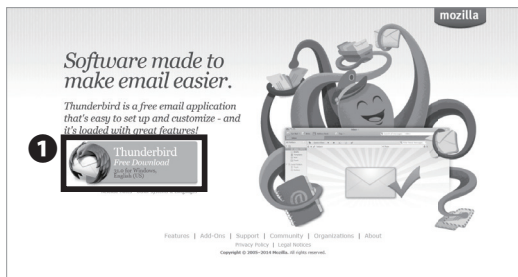 mozilla
Software made to
make email easier.
Thunderbird is a free email application
that's easy to set up and customize - and
it's loaded with great features!
1
Thunderbird
Free Download
for Windows,
English (US)
Features | Add-Ons | Support | Community | Organizations | About
Privacy Policy | Legal Notices
Copyright © 2005–2014 Mozilla. All rights reserved.